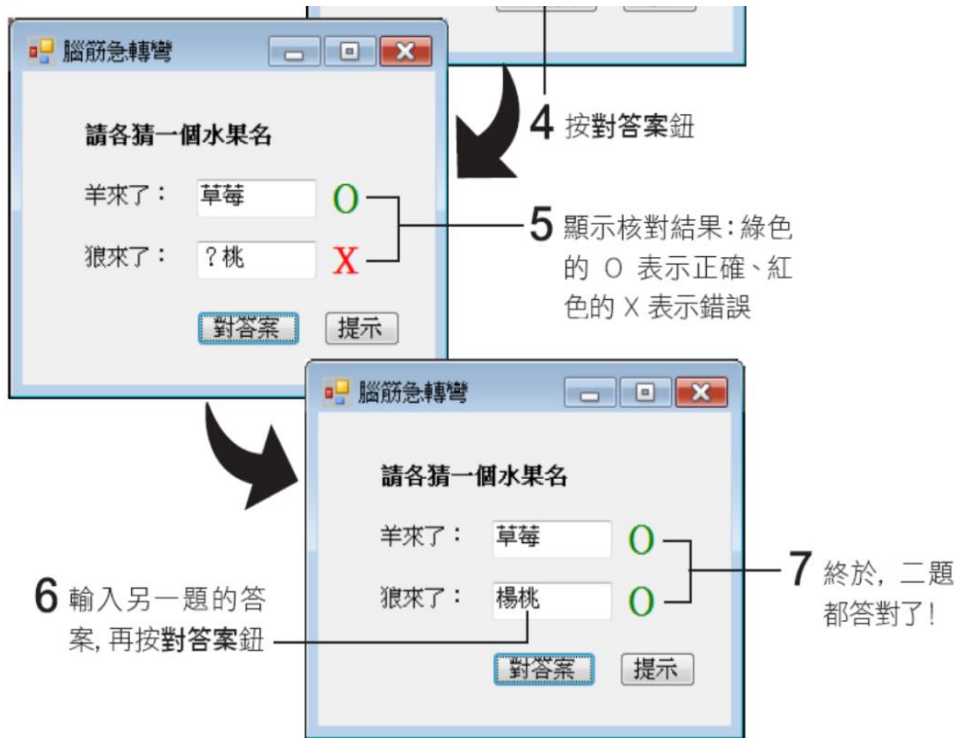 腦筋急轉彎
請各猜一個水果名
羊來了： 草莓 O
狼來了： ？桃 X
對答案 提示
4 按對答案鈕
5 顯示核對結果：綠色
的 O 表示正確、紅
色的 X 表示錯誤
腦筋急轉彎
請各猜一個水果名
羊來了： 草莓 O
狼來了： 楊桃 O
對答案 提示
6 輸入另一題的答
案, 再按對答案鈕
7 終於, 二題
都答對了！